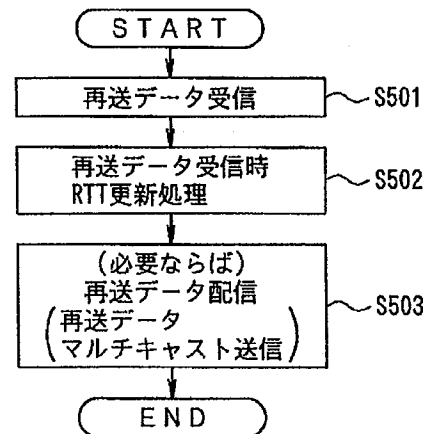 START
再送データ受信
S501
再送データ受信時
RTT更新処理
S502
(必要ならば)
再送データ配信
(再送データ
マルチキャスト送信)
S503
END